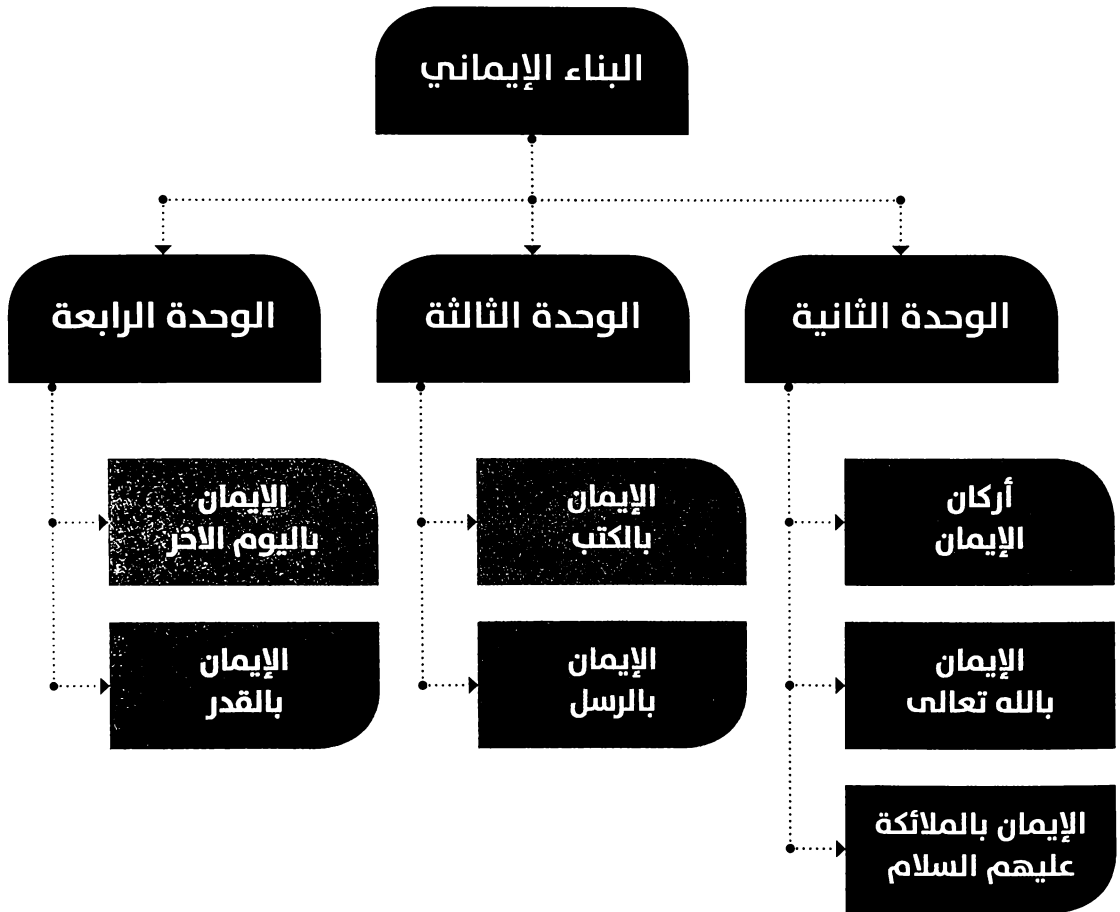 البناء الإيماني
الوحدة الثانية
أركان
الإيمان
الإيمان
بالله تعالى
الإيمان بالملائكة
عليهم السلام
الوحدة الثالثة
الإيمان
بالكتب
الإيمان
بالرسل
الوحدة الرابعة
الإيمان
باليوم الاخر
الإيمان
بالقدر